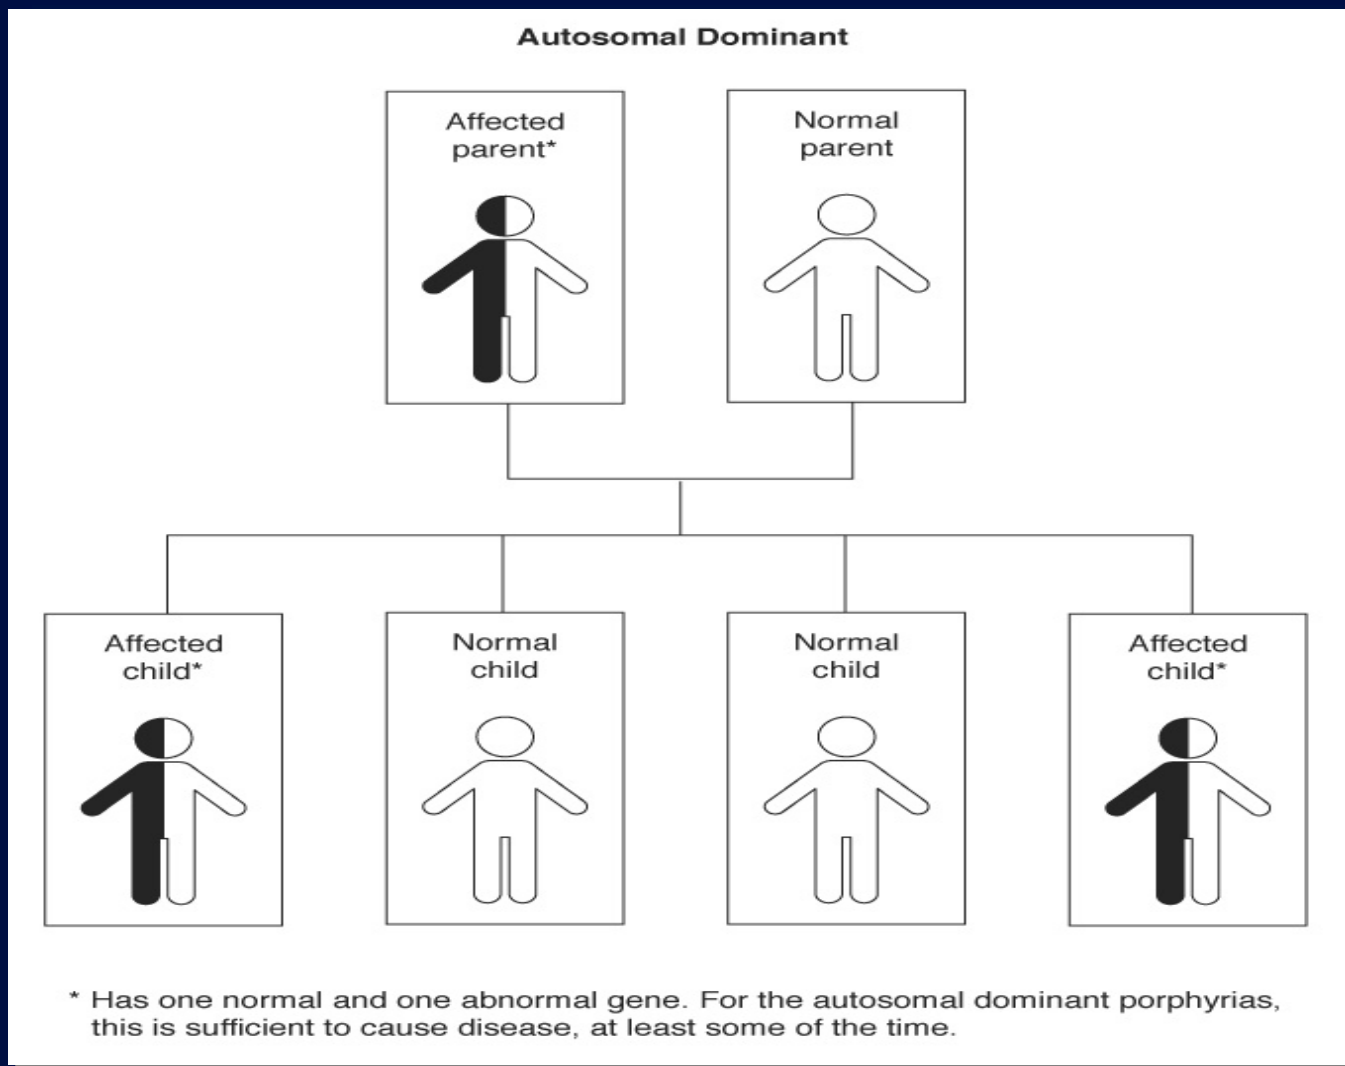 Autosomal Dominant
Affected
parent*
Normal
parent
Affected
child*
Normal
child
Normal
child
Affected
child*
* Has one normal and one abnormal gene. For the autosomal dominant porphyrias,
this is sufficient to cause disease, at least some of the time.